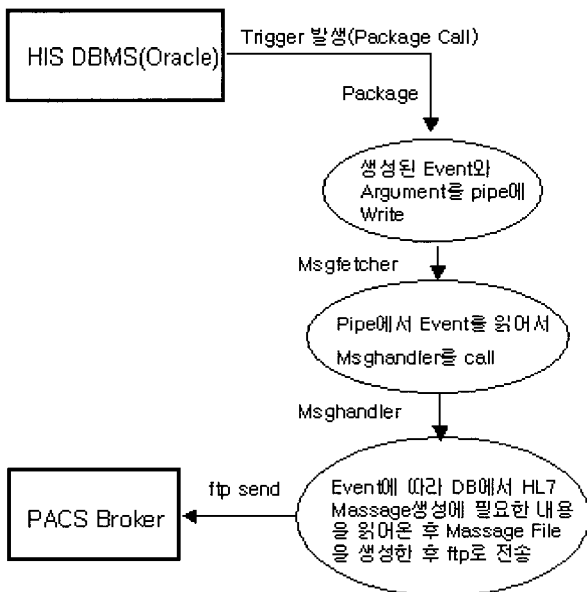 Trigger 발생(Package Call)
HIS DBMS(Oracle)
Package
생성된 Event와
Argument를 pipe에
Write
Msgfetcher
Pipe에서 Event를 읽어서
Msghandler를 call
Msghandler
ftp send
PACS Broker
Event에 따라 DB에서 HL7
Massage생성에 필요한 내용
을 읽어온 후 Massage File
을 생성한 후 ftp로 전송